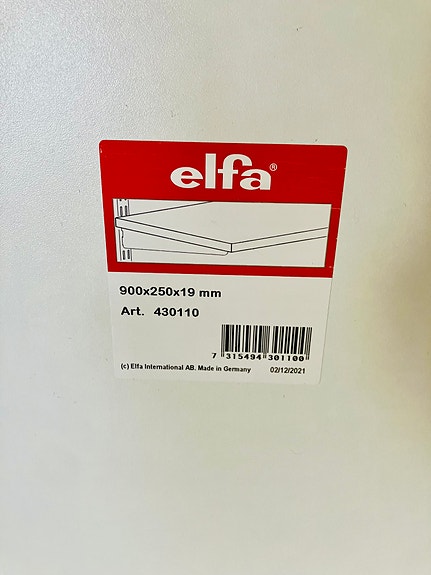 elfa®
900x250x19 mm
Art. 430110
7 315494 301100
(c) Elfa International AB. Made in Germany 02/12/2021